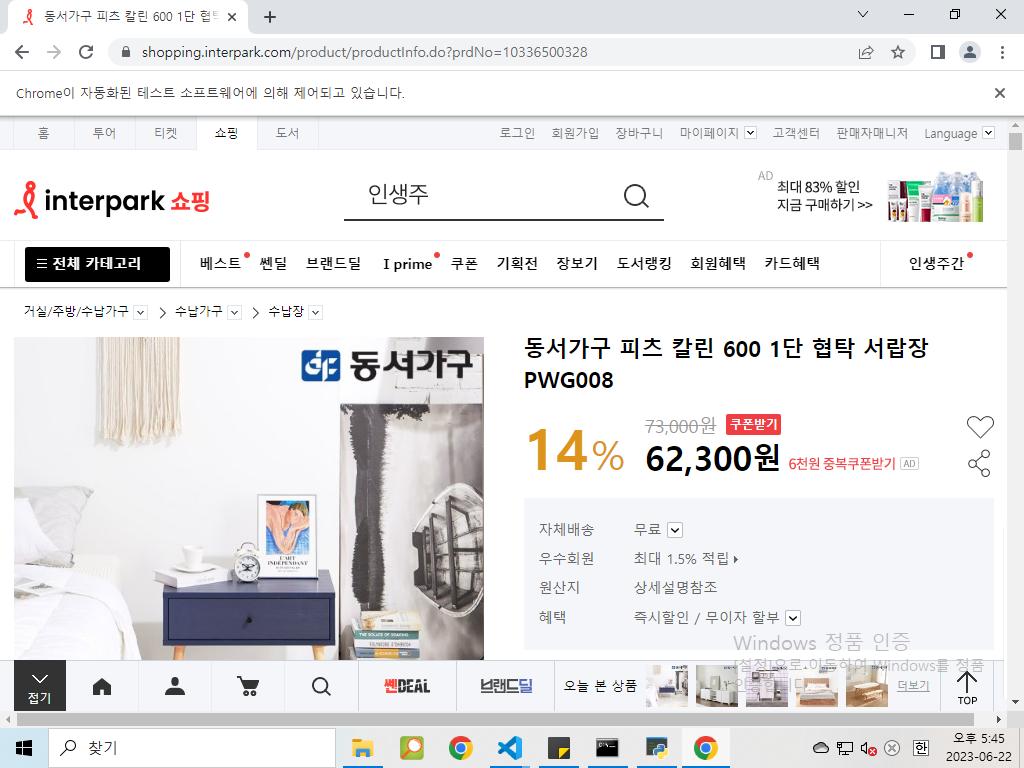 동서가구 피츠 칼린 600 1단 협탁
shopping.interpark.com/product/productInfo.do?prdNo=10336500328
Chrome이 자동화된 테스트 소프트웨어에 의해 제어되고 있습니다.
홈 투어 티켓 쇼핑 도서 로그인 회원가입 장바구니 마이페이지 고객센터 판매자매니저 Language
interpark 쇼핑
인생주
AD
최대 83% 할인
지금 구매하기 >>
전체 카테고리 베스트 쎈딜 브랜드딜 I prime 쿠폰 기획전 장보기 도서랭킹 회원혜택 카드혜택 인생주간
거실/주방/수납가구 수납가구 수납장
동서가구
L'ART
INDÉPENDANT
THE SOLACE OF SEASONING
동서가구 피츠 칼린 600 1단 협탁 서랍장
PWG008
14%
73,000원 쿠폰받기
62,300원 6천원 중복쿠폰받기 AD
자체배송 무료
우수회원 최대 1.5% 적립
원산지 상세설명참조
혜택 즉시할인 / 무이자 할부
Windows 정품 인증
[설정]으로 이동하여 Windows를 정품
인증합니다.
접기
쎈DEAL
브랜드딜
오늘 본 상품
더보기
TOP
찾기
한
오후 5:45
2023-06-22